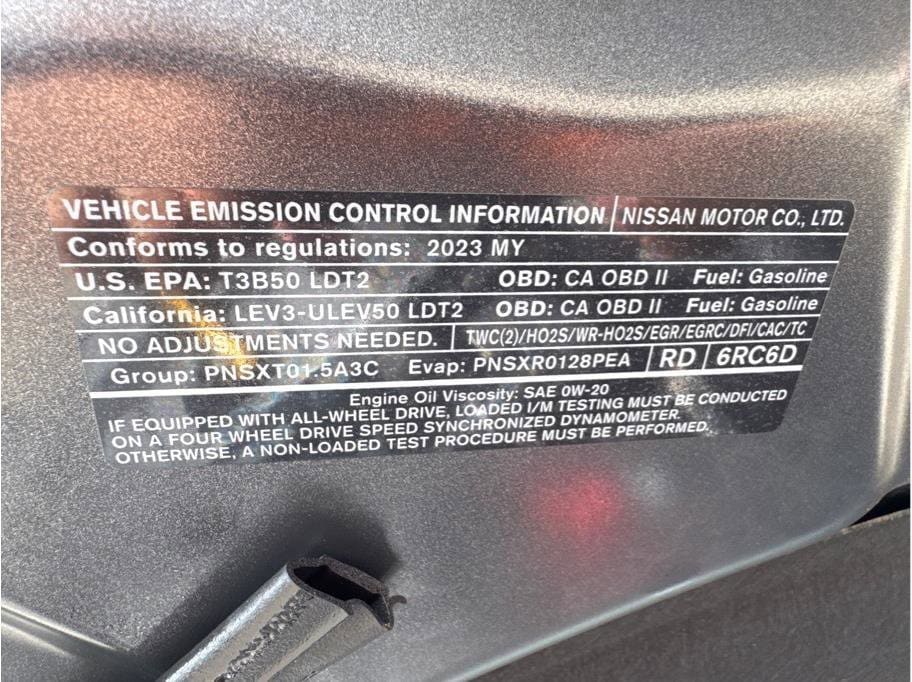 VEHICLE EMISSION CONTROL INFORMATION NISSAN MOTOR CO., LTD.
Conforms to regulations: 2023 MY
U.S. EPA: T3B50 LDT2 OBD: CA OBD II Fuel: Gasoline
California: LEV3-ULEV50 LDT2 OBD: CA OBD II Fuel: Gasoline
NO ADJUSTMENTS NEEDED. TWC(2)/HO2S/WR-HO2S/EGR/EGRC/DFI/CAC/TC
Group: PNSXT01.5A3C Evap: PNSXR0128PEA RD 6RC6D
Engine Oil Viscosity: SAE 0W-20
IF EQUIPPED WITH ALL-WHEEL DRIVE, LOADED I/M TESTING MUST BE CONDUCTED
ON A FOUR WHEEL DRIVE SPEED SYNCHRONIZED DYNAMOMETER.
OTHERWISE, A NON-LOADED TEST PROCEDURE MUST BE PERFORMED.